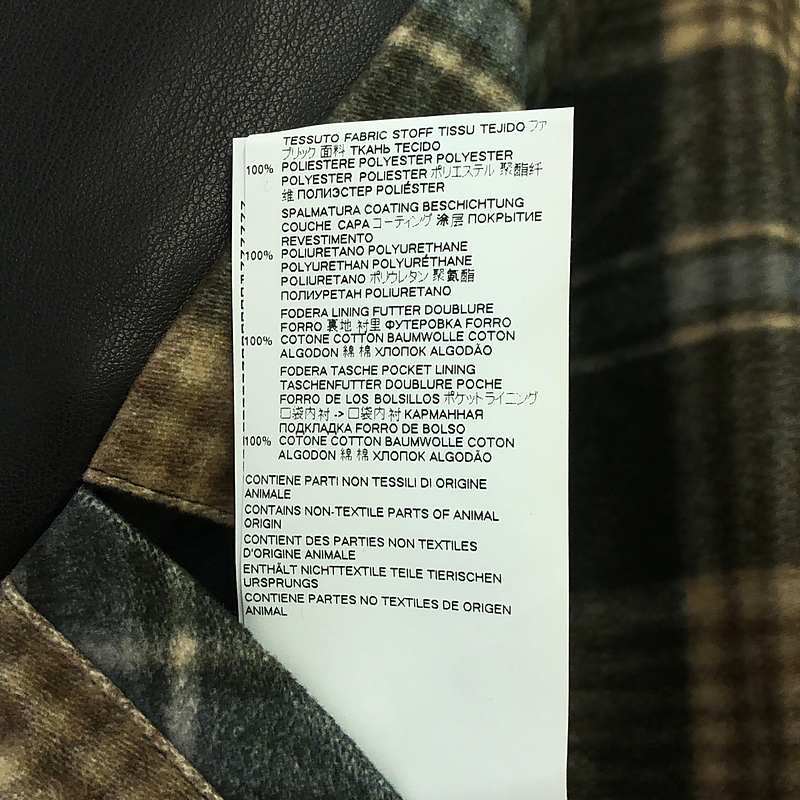 TESSUTO FABRIC STOFF TISSU TEJIDO ファ
ブリック 面料 ТКАНЬ TECIDO
100% POLIESTERE POLYESTER POLYESTER
POLYESTER POLIESTER ポリエステル 聚酯纤
维 ПОЛИЭСТЕР POLIÉSTER
SPALMATURA COATING BESCHICHTUNG
COUCHE CAPA コーティング 涂层 ПОКРЫТИЕ
REVESTIMENTO
100% POLIURETANO POLYURETHANE
POLYURETHAN POLYURÉTHANE
POLIURETANO ポリウレタン 聚氨酯
ПОЛИУРЕТАН POLIURETANO
FODERA LINING FUTTER DOUBLURE
FORRO 裏地 衬里 ФУТЕРОВКА FORRO
100% COTONE COTTON BAUMWOLLE COTON
ALGODON 綿 棉 ХЛОПОК ALGODÃO
FODERA TASCHE POCKET LINING
TASCHENFUTTER DOUBLURE POCHE
FORRO DE LOS BOLSILLOS ポケットライニング
口袋内衬 -> 口袋内衬 КАРМАННАЯ
ПОДКЛАДКА FORRO DE BOLSO
100% COTONE COTTON BAUMWOLLE COTON
ALGODON 綿 棉 ХЛОПОК ALGODÃO
CONTIENE PARTI NON TESSILI DI ORIGINE
ANIMALE
CONTAINS NON-TEXTILE PARTS OF ANIMAL
ORIGIN
CONTIENT DES PARTIES NON TEXTILES
D'ORIGINE ANIMALE
ENTHÄLT NICHTTEXTILE TEILE TIERISCHEN
URSPRUNGS
CONTIENE PARTES NO TEXTILES DE ORIGEN
ANIMAL